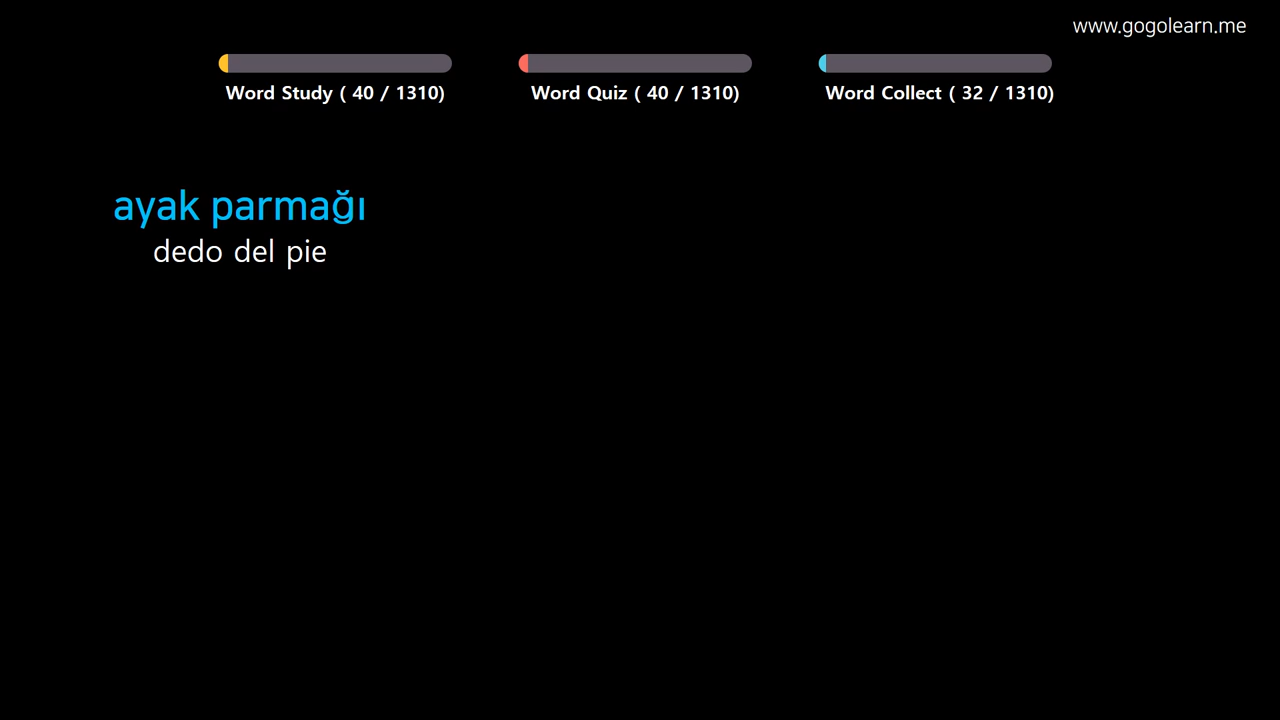 www.gogolearn.me
Word Study ( 40 / 1310)
Word Quiz ( 40 / 1310)
Word Collect ( 32 / 1310)
ayak parmağı
dedo del pie